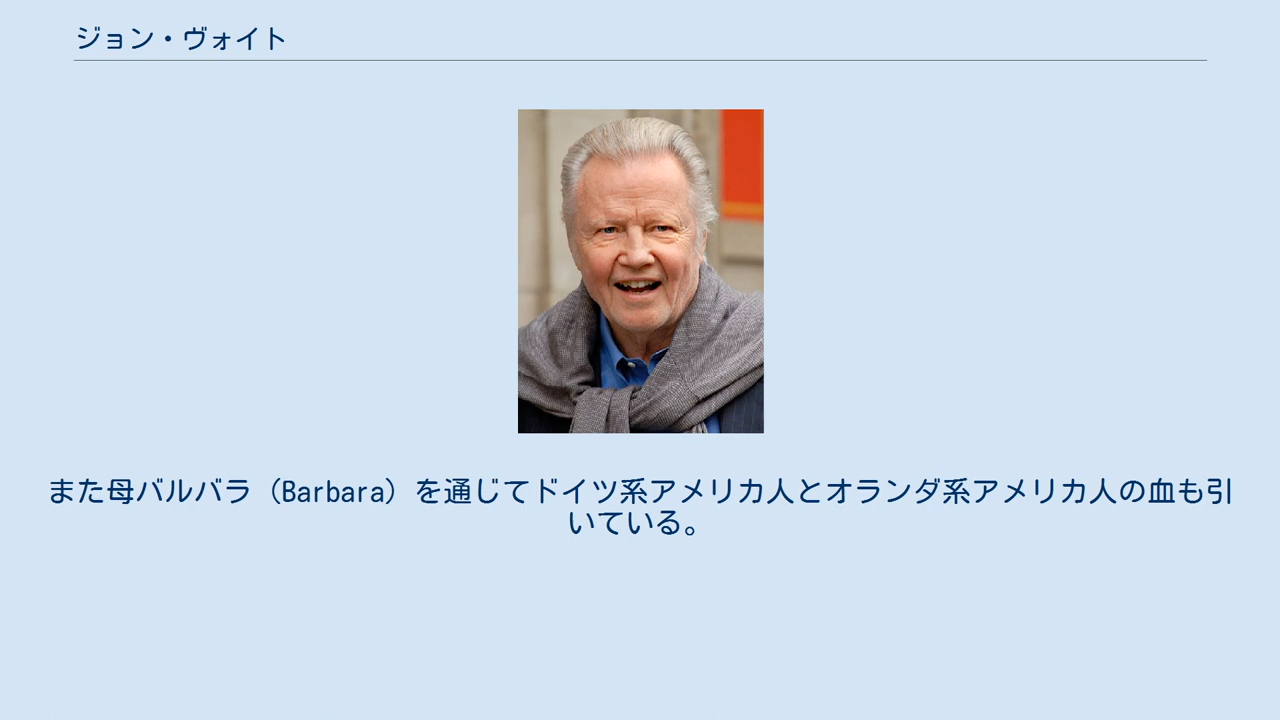 ジョン・ヴォイト
また母バルバラ（Barbara）を通じてドイツ系アメリカ人とオランダ系アメリカ人の血も引
いている。